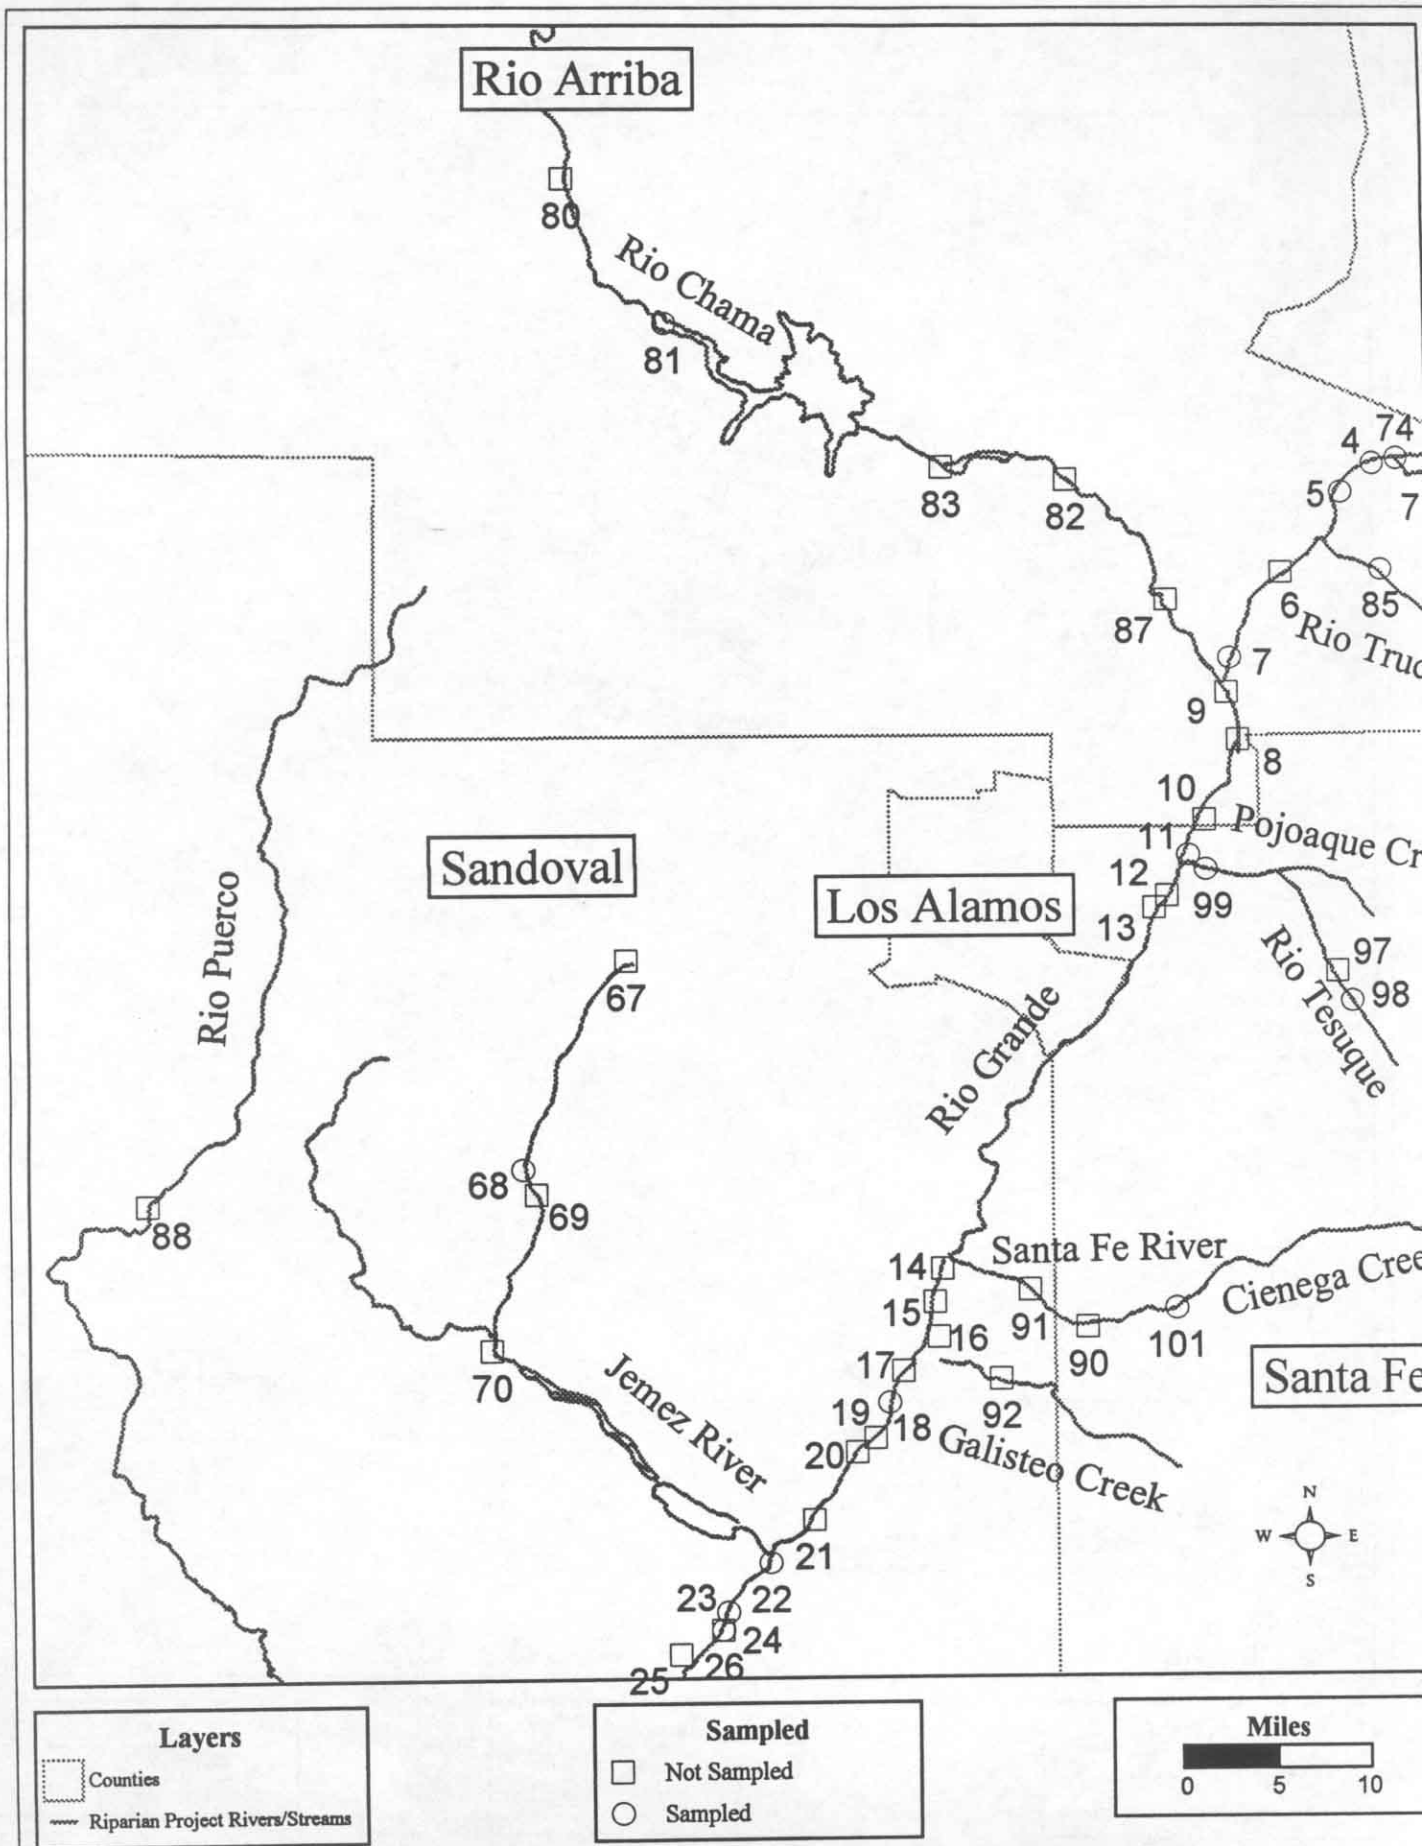 Rio Arriba
80
Rio Chama
81
74
4
5
7
83
82
6
85
87
Rio Truc
7
9
8
10
11
Pojoaque Cr
12
99
13
Sandoval
Los Alamos
Rio Puerco
67
97
98
Rio Tesuque
Rio Grande
68
69
88
14
Santa Fe River
Cienega Cree
15
16
91
90
101
17
Santa Fe
70
92
Jemez River
19
18
20
Galisteo Creek
21
N
W
E
S
23
22
24
26
25
Layers
Counties
Riparian Project Rivers/Streams
Sampled
Not Sampled
Sampled
Miles
0 5 10